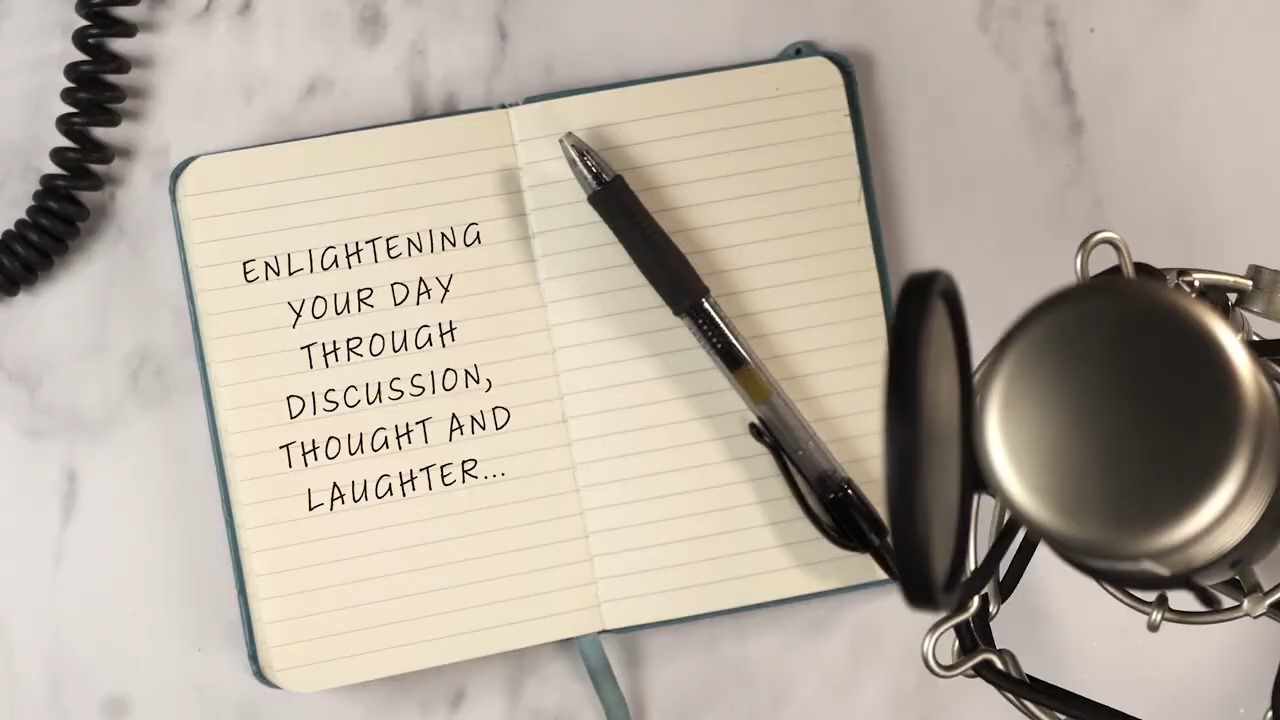 ENLIGHTENING
YOUR DAY
THROUGH
DISCUSSION,
THOUGHT AND
LAUGHTER...